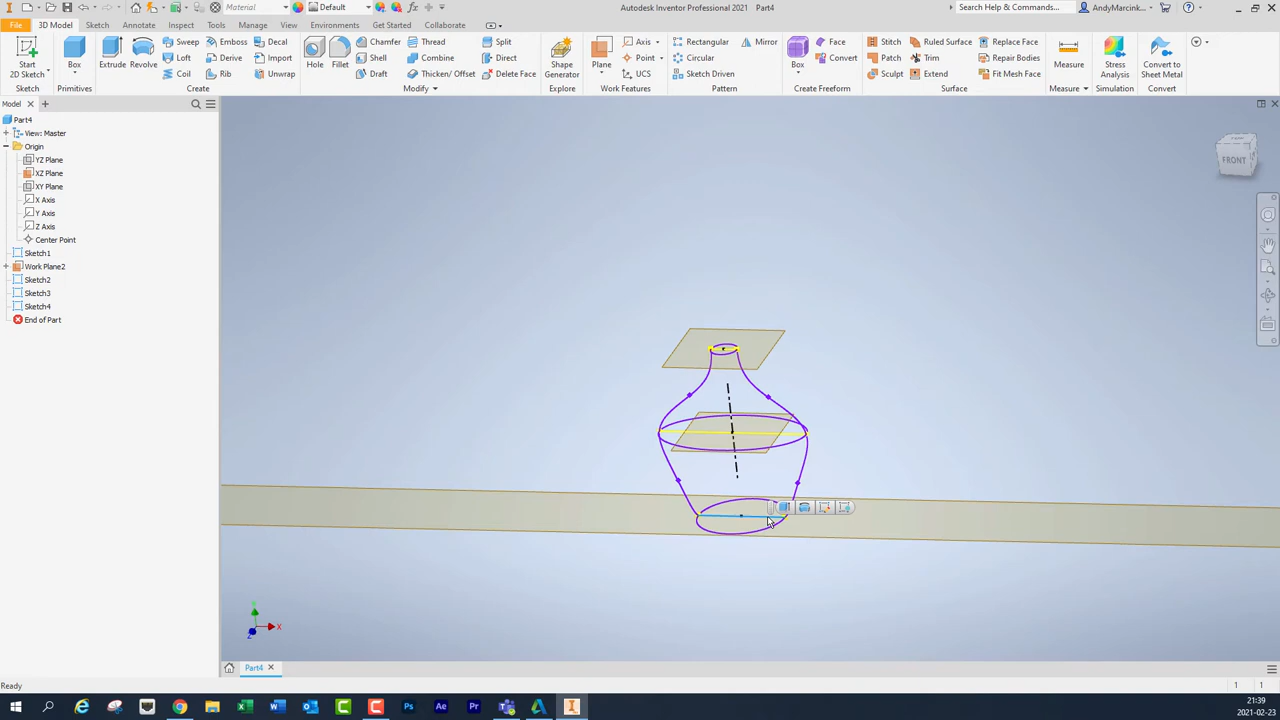 Material
Default
Autodesk Inventor Professional 2021 Part4
Search Help & Commands...
AndyMarcink...
File 3D Model Sketch Annotate Inspect Tools Manage View Environments Get Started Collaborate
Start
2D Sketch
Sketch
Box
Primitives
Extrude
Revolve
Sweep
Loft
Coil
Emboss
Derive
Rib
Decal
Import
Unwrap
Create
Hole
Fillet
Chamfer
Shell
Draft
Thread
Combine
Thicken/ Offset
Split
Direct
Delete Face
Modify
Shape
Generator
Explore
Plane
Axis
Point
UCS
Work Features
Rectangular
Circular
Sketch Driven
Mirror
Pattern
Box
Face
Convert
Create Freeform
Stitch
Patch
Sculpt
Ruled Surface
Trim
Extend
Replace Face
Repair Bodies
Fit Mesh Face
Surface
Measure
Measure
Stress
Analysis
Simulation
Convert to
Sheet Metal
Convert
Model
Part4
View: Master
Origin
YZ Plane
XZ Plane
XY Plane
X Axis
Y Axis
Z Axis
Center Point
Sketch1
Work Plane2
Sketch2
Sketch3
Sketch4
End of Part
FRONT
X
Z
Part4
Ready
1 1
21:39
2021-02-23